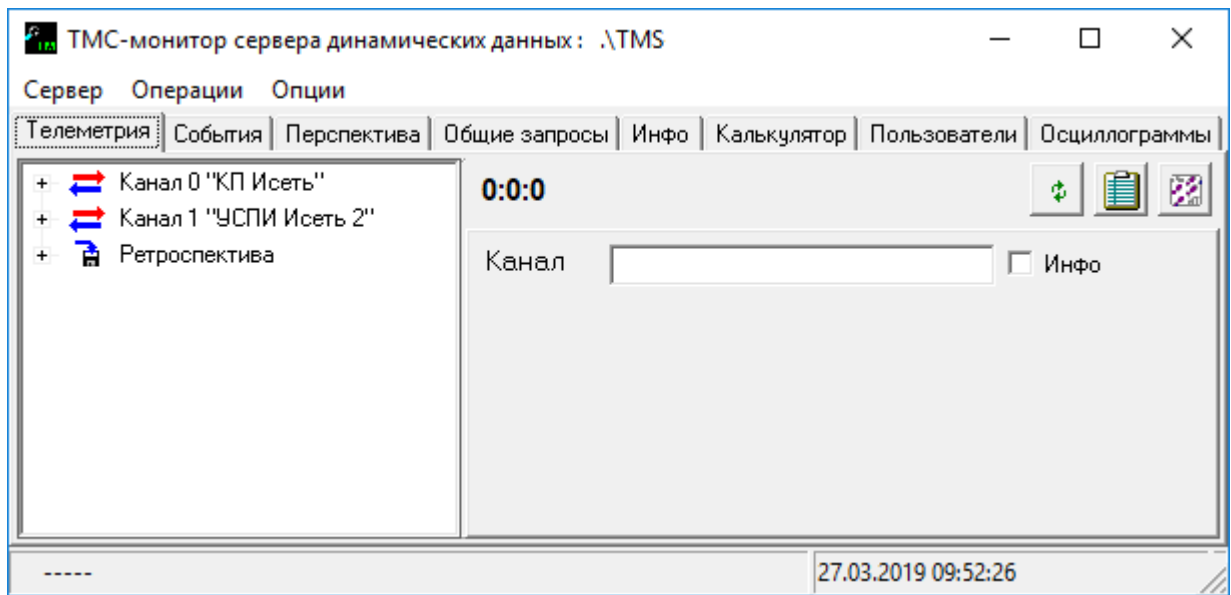 ТМС-монитор сервера динамических данных : .\TMS
Сервер Операции Опции
Телеметрия События Перспектива Общие запросы Инфо Калькулятор Пользователи Осциллограммы
Канал 0 "КП Исеть"
Канал 1 "УСПИ Исеть 2"
Ретроспектива
0:0:0
Канал Инфо
----- 27.03.2019 09:52:26